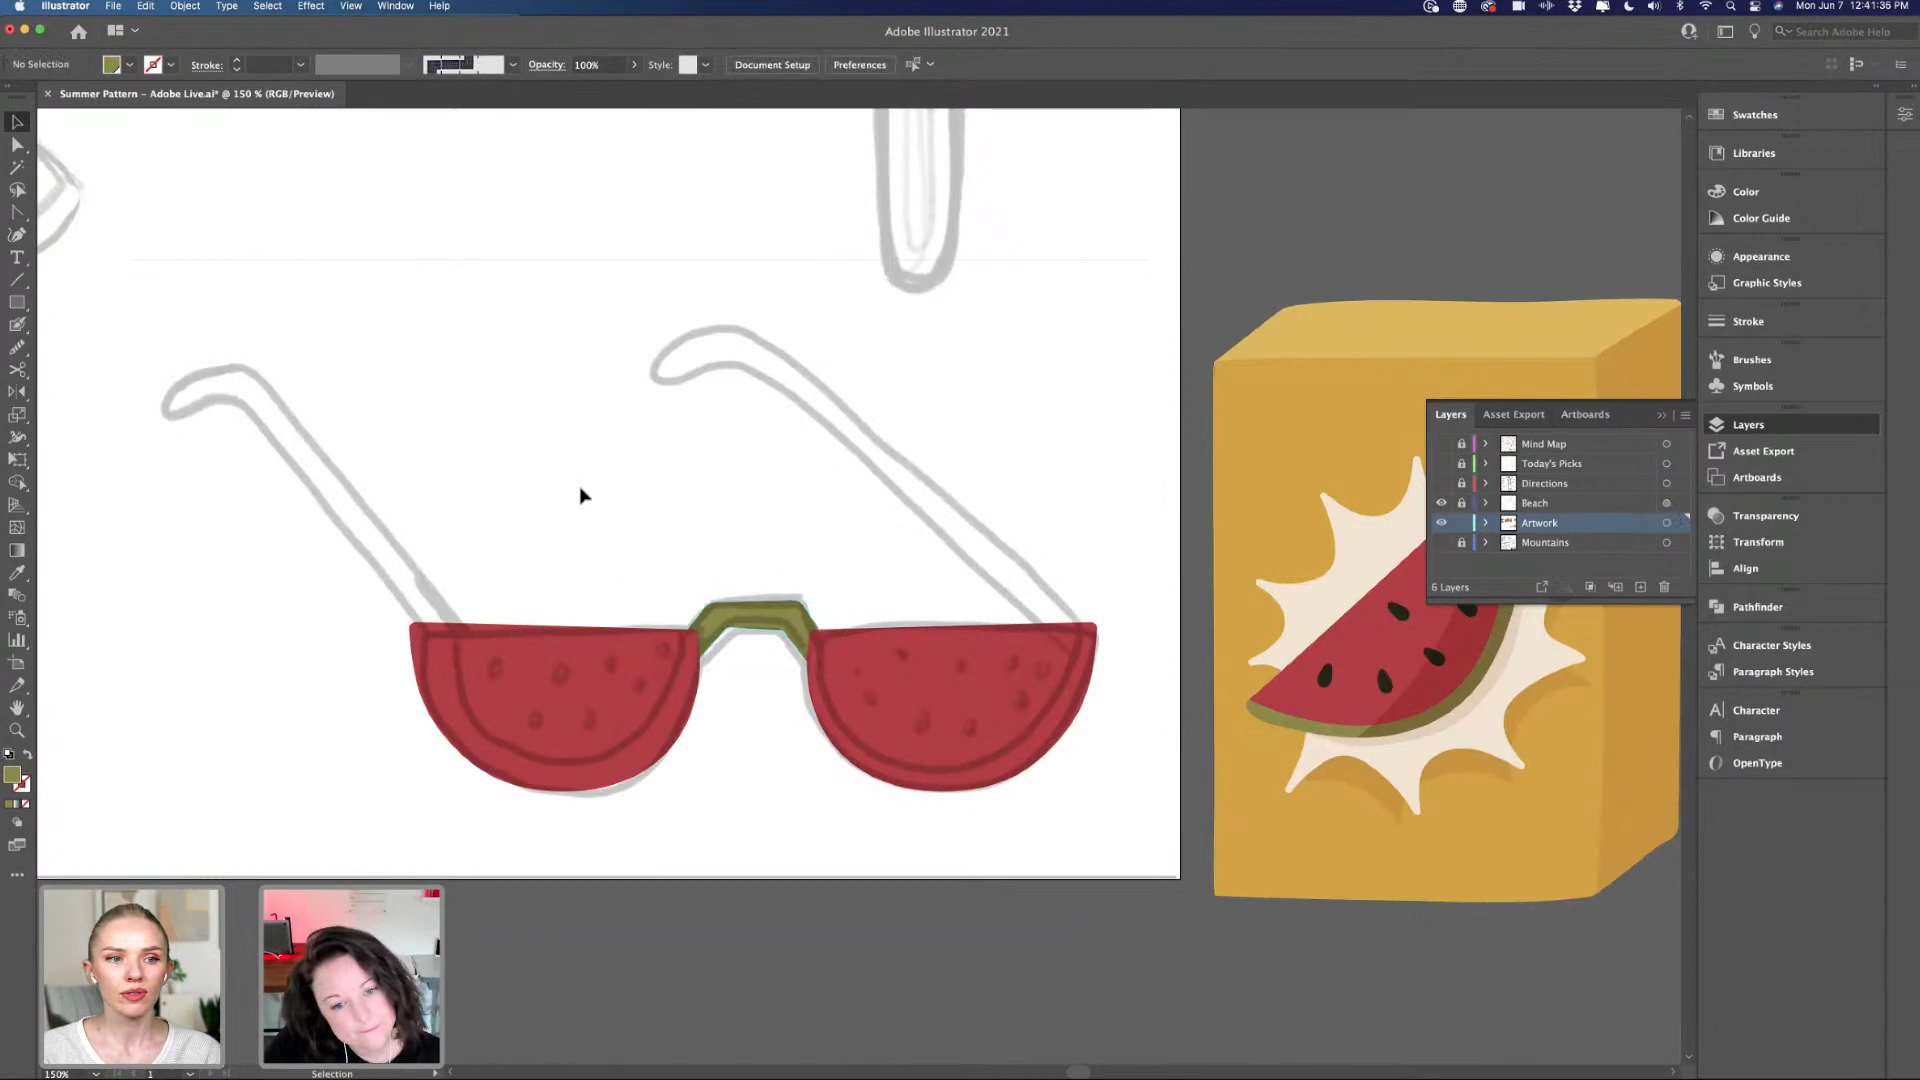 Illustrator File Edit Object Type Select Effect View Window Help
Mon Jun 7 12:41:35 PM
Adobe Illustrator 2021
Search Adobe Help
No Selection
Stroke:
Opacity: 100%
Style:
Document Setup
Preferences
× Summer Pattern – Adobe Live.ai* @ 150 % (RGB/Preview)
Swatches
Libraries
Color
Color Guide
Appearance
Graphic Styles
Stroke
Brushes
Symbols
Layers
Asset Export
Artboards
Transparency
Transform
Align
Pathfinder
Character Styles
Paragraph Styles
Character
Paragraph
OpenType
Layers Asset Export Artboards
Mind Map
Today's Picks
Directions
Beach
Artwork
Mountains
6 Layers
150%
1
Selection